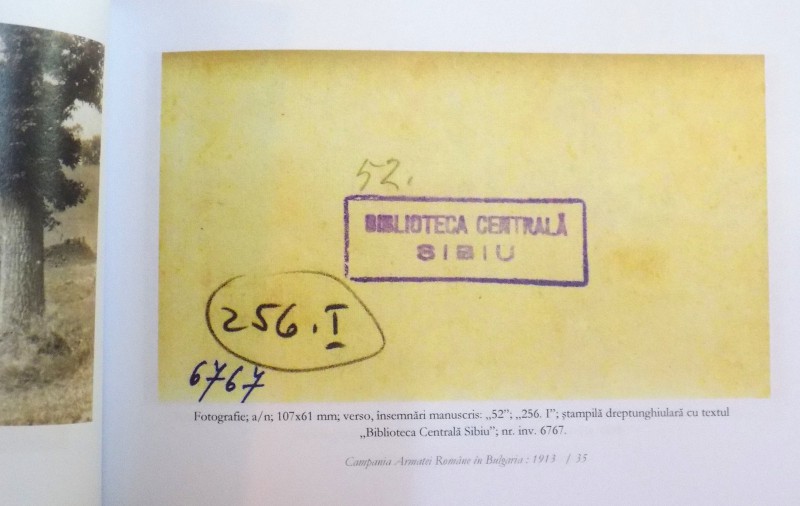 52.
BIBLIOTECA CENTRALĂ
SIBIU
256. I
6767
Fotografie; a/n; 107x61 mm; verso, însemnări manuscris: „52”; „256. I”; ștampilă dreptunghiulară cu textul
„Biblioteca Centrală Sibiu”; nr. inv. 6767.
Campania Armatei Române în Bulgaria : 1913 / 35